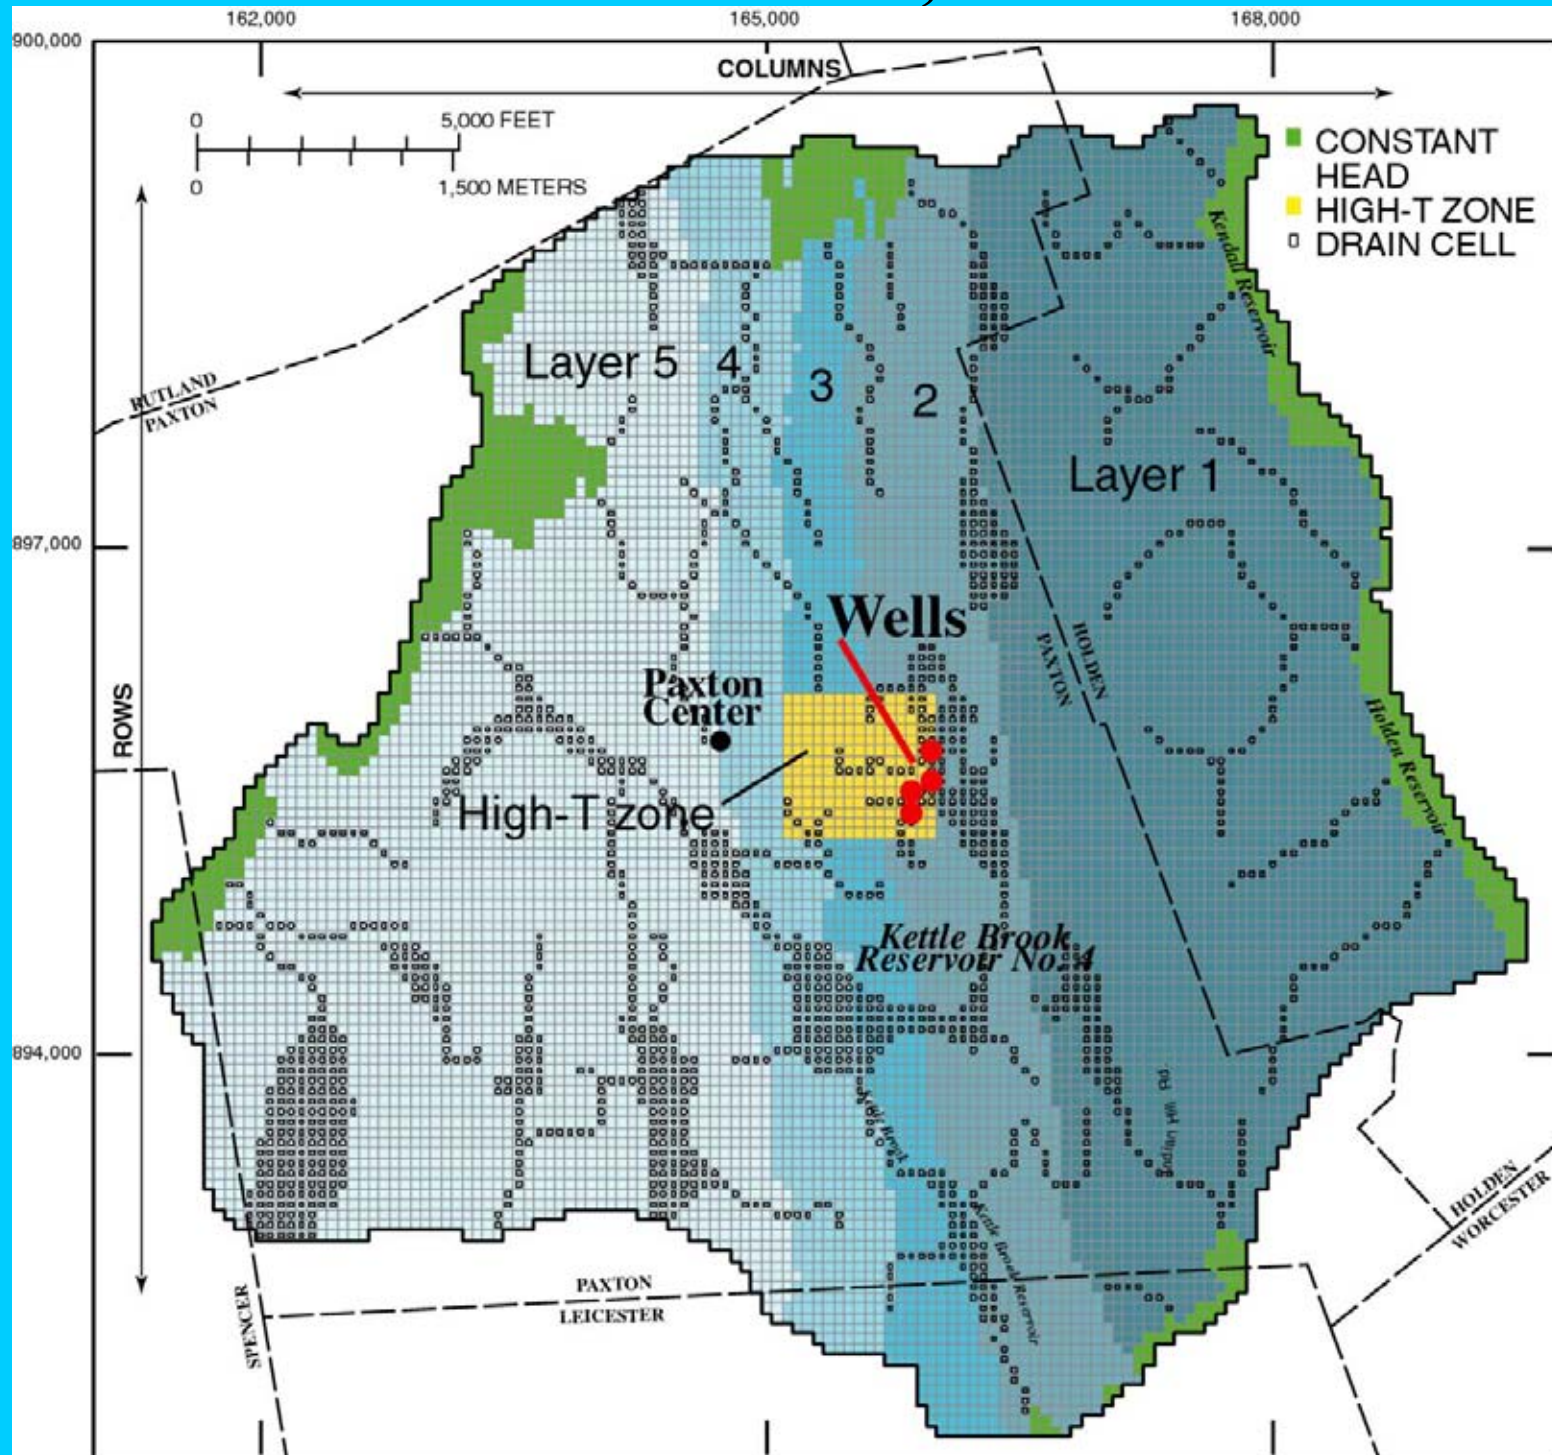 162,000
165,000
168,000
900,000
COLUMNS
0
5,000 FEET
0
1,500 METERS
CONSTANT
HEAD
HIGH-T ZONE
DRAIN CELL
Kendall Reservoir
RUTLAND
PAXTON
Layer 5
4
3
2
Layer 1
897,000
Wells
HOLDEN
PAXTON
Paxton
Center
ROWS
Holden Reservoir
High-T zone
Kettle Brook
Reservoir No. 4
894,000
Kettle Brook
Kettle Brook Reservoir
HOLDEN
WORCESTER
PAXTON
LEICESTER
SPENCER